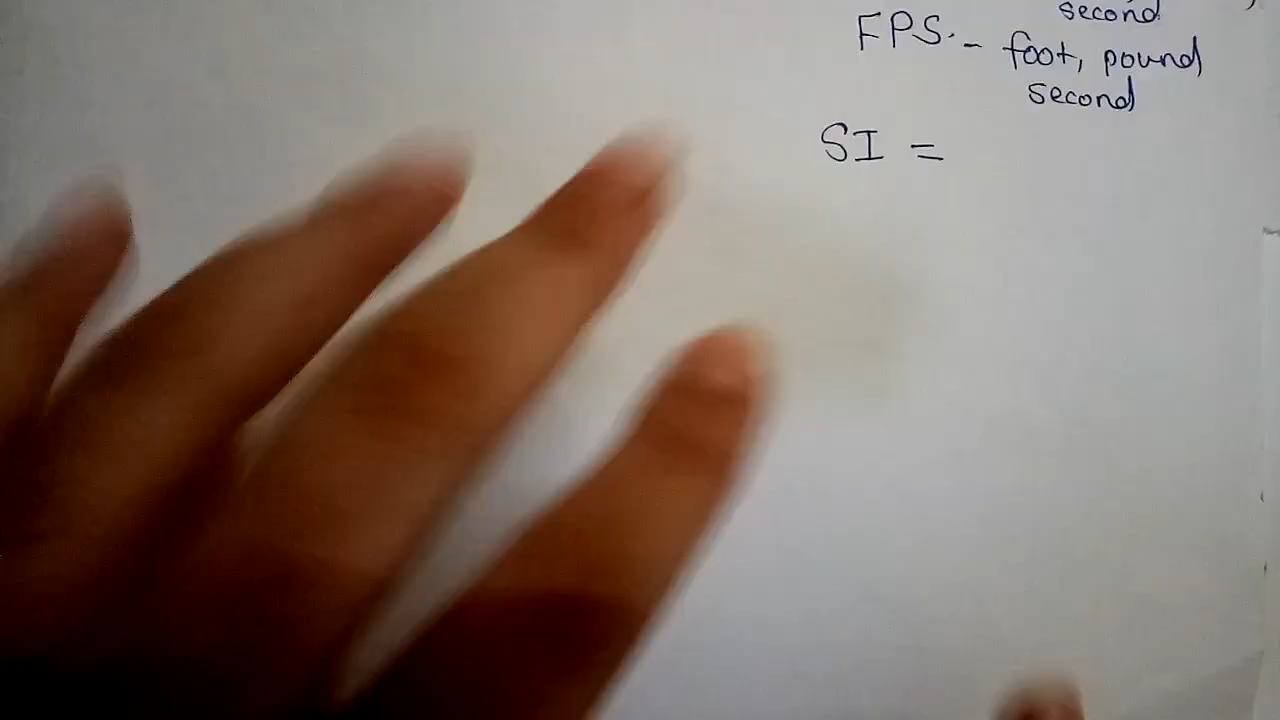 second
FPS. - foot, pound
second
SI =